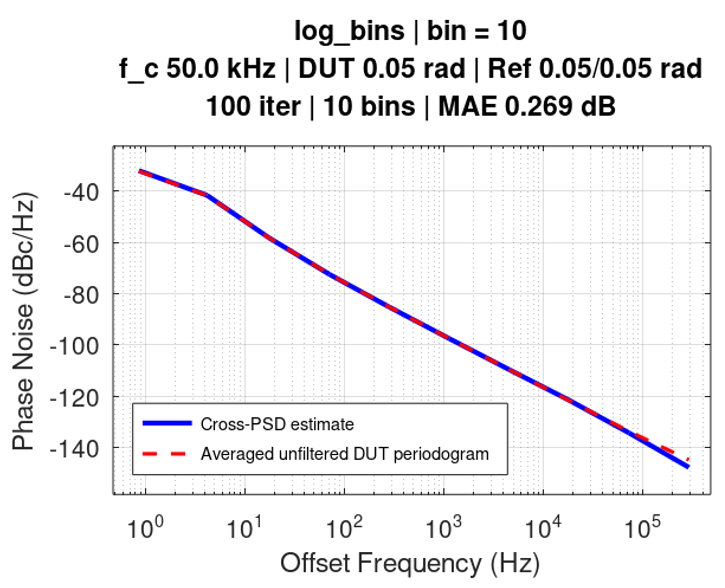 log_bins | bin = 10
f_c 50.0 kHz | DUT 0.05 rad | Ref 0.05/0.05 rad
100 iter | 10 bins | MAE 0.269 dB
Phase Noise (dBc/Hz)
-40
-60
-80
-100
-120
-140
Cross-PSD estimate
Averaged unfiltered DUT periodogram
10⁰ 10¹ 10² 10³ 10⁴ 10⁵
Offset Frequency (Hz)